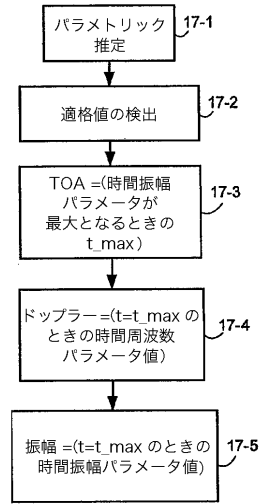 パラメトリック
推定
17-1
適格値の検出
17-2
TOA =(時間振幅
パラメータが
最大となるときの
t_max )
17-3
ドップラー=(t=t_max の
ときの時間周波数
パラメータ値)
17-4
振幅 =(t=t_max のときの
時間振幅パラメータ値)
17-5